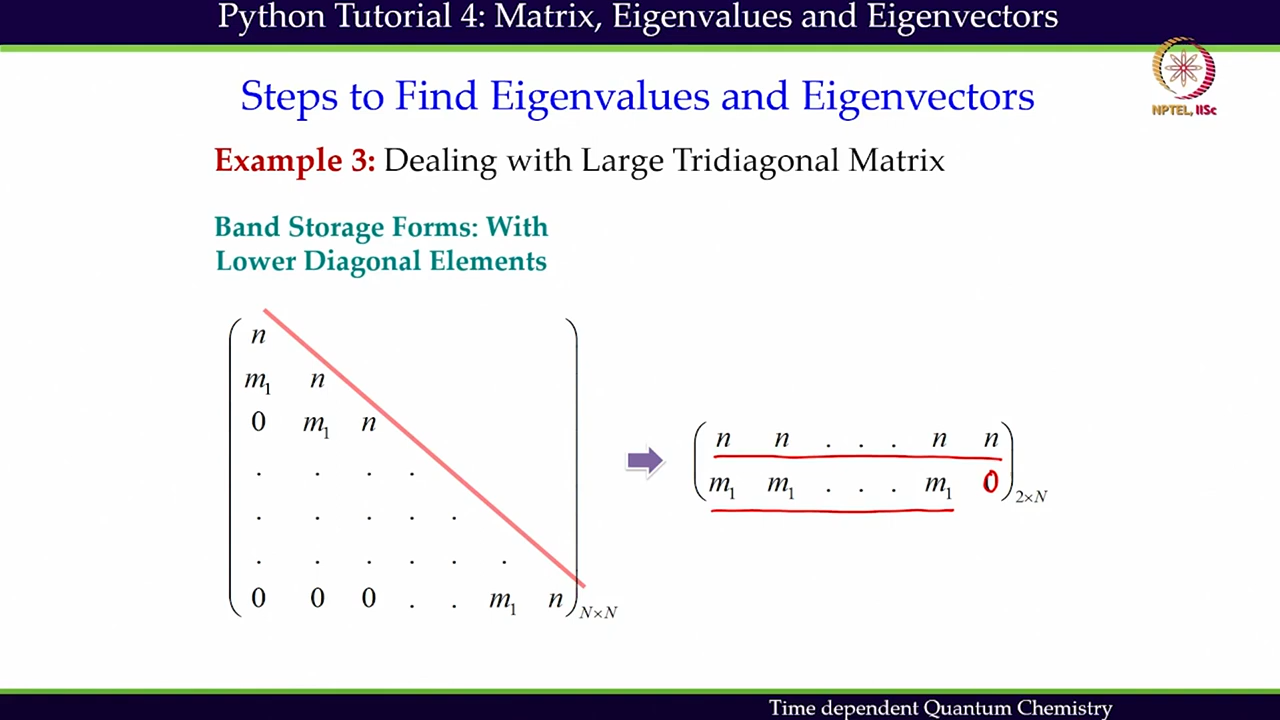 Python Tutorial 4: Matrix, Eigenvalues and Eigenvectors
NPTEL, IISc
Steps to Find Eigenvalues and Eigenvectors
Example 3: Dealing with Large Tridiagonal Matrix
Band Storage Forms: With
Lower Diagonal Elements
n
m₁ n
0 m₁ n
. . . .
. . . . .
. . . . . .
0 0 0 . . m₁ n
N×N
n n . . . n n
m₁ m₁ . . . m₁ 0
2×N
Time dependent Quantum Chemistry